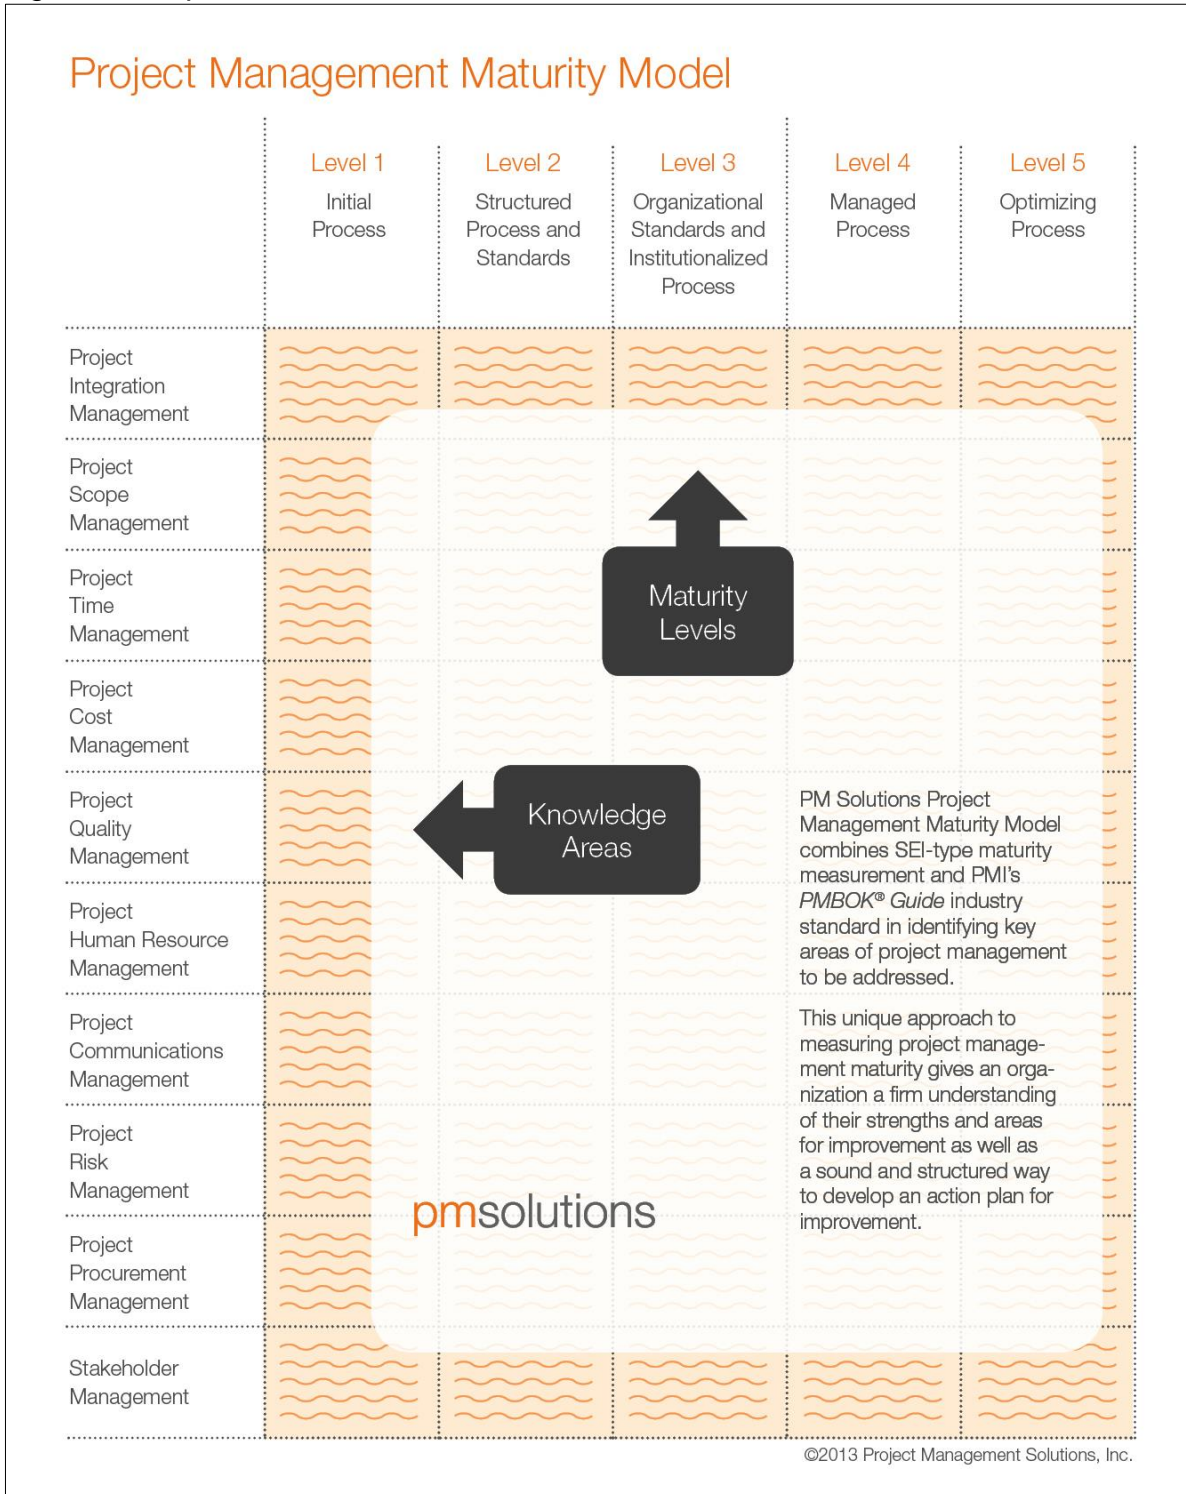 Project Management Maturity Model
Level 1
Initial
Process
Level 2
Structured
Process and
Standards
Level 3
Organizational
Standards and
Institutionalized
Process
Level 4
Managed
Process
Level 5
Optimizing
Process
Project
Integration
Management
Project
Scope
Management
Project
Time
Management
Project
Cost
Management
Project
Quality
Management
Project
Human Resource
Management
Project
Communications
Management
Project
Risk
Management
Project
Procurement
Management
Stakeholder
Management
Maturity
Levels
Knowledge
Areas
PM Solutions Project
Management Maturity Model
combines SEI-type maturity
measurement and PMI's
PMBOK® Guide industry
standard in identifying key
areas of project management
to be addressed.
This unique approach to
measuring project manage-
ment maturity gives an orga-
nization a firm understanding
of their strengths and areas
for improvement as well as
a sound and structured way
to develop an action plan for
improvement.
pmsolutions
©2013 Project Management Solutions, Inc.